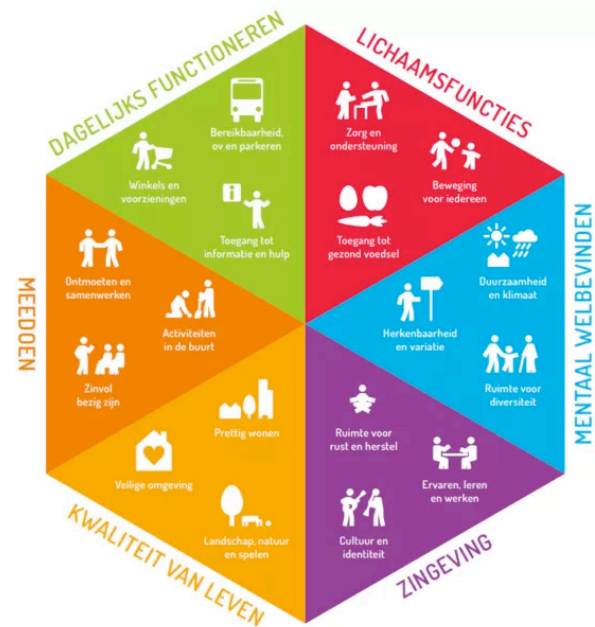 DAGELIJKS FUNCTIONEREN
Bereikbaarheid,
ov en parkeren
Winkels en
voorzieningen
i
Toegang tot
informatie en hulp
LICHAAMSFUNCTIES
Zorg en
ondersteuning
Beweging
voor iedereen
Toegang tot
gezond voedsel
MENTAAL WELBEVINDEN
Duurzaamheid
en klimaat
Herkenbaarheid
en variatie
Ruimte voor
diversiteit
ZINGEVING
Ruimte voor
rust en herstel
Ervaren, leren
en werken
Cultuur en
identiteit
KWALITEIT VAN LEVEN
Prettig wonen
Veilige omgeving
Landschap, natuur
en spelen
MEEDOEN
Ontmoeten en
samenwerken
Activiteiten
in de buurt
Zinvol
bezig zijn